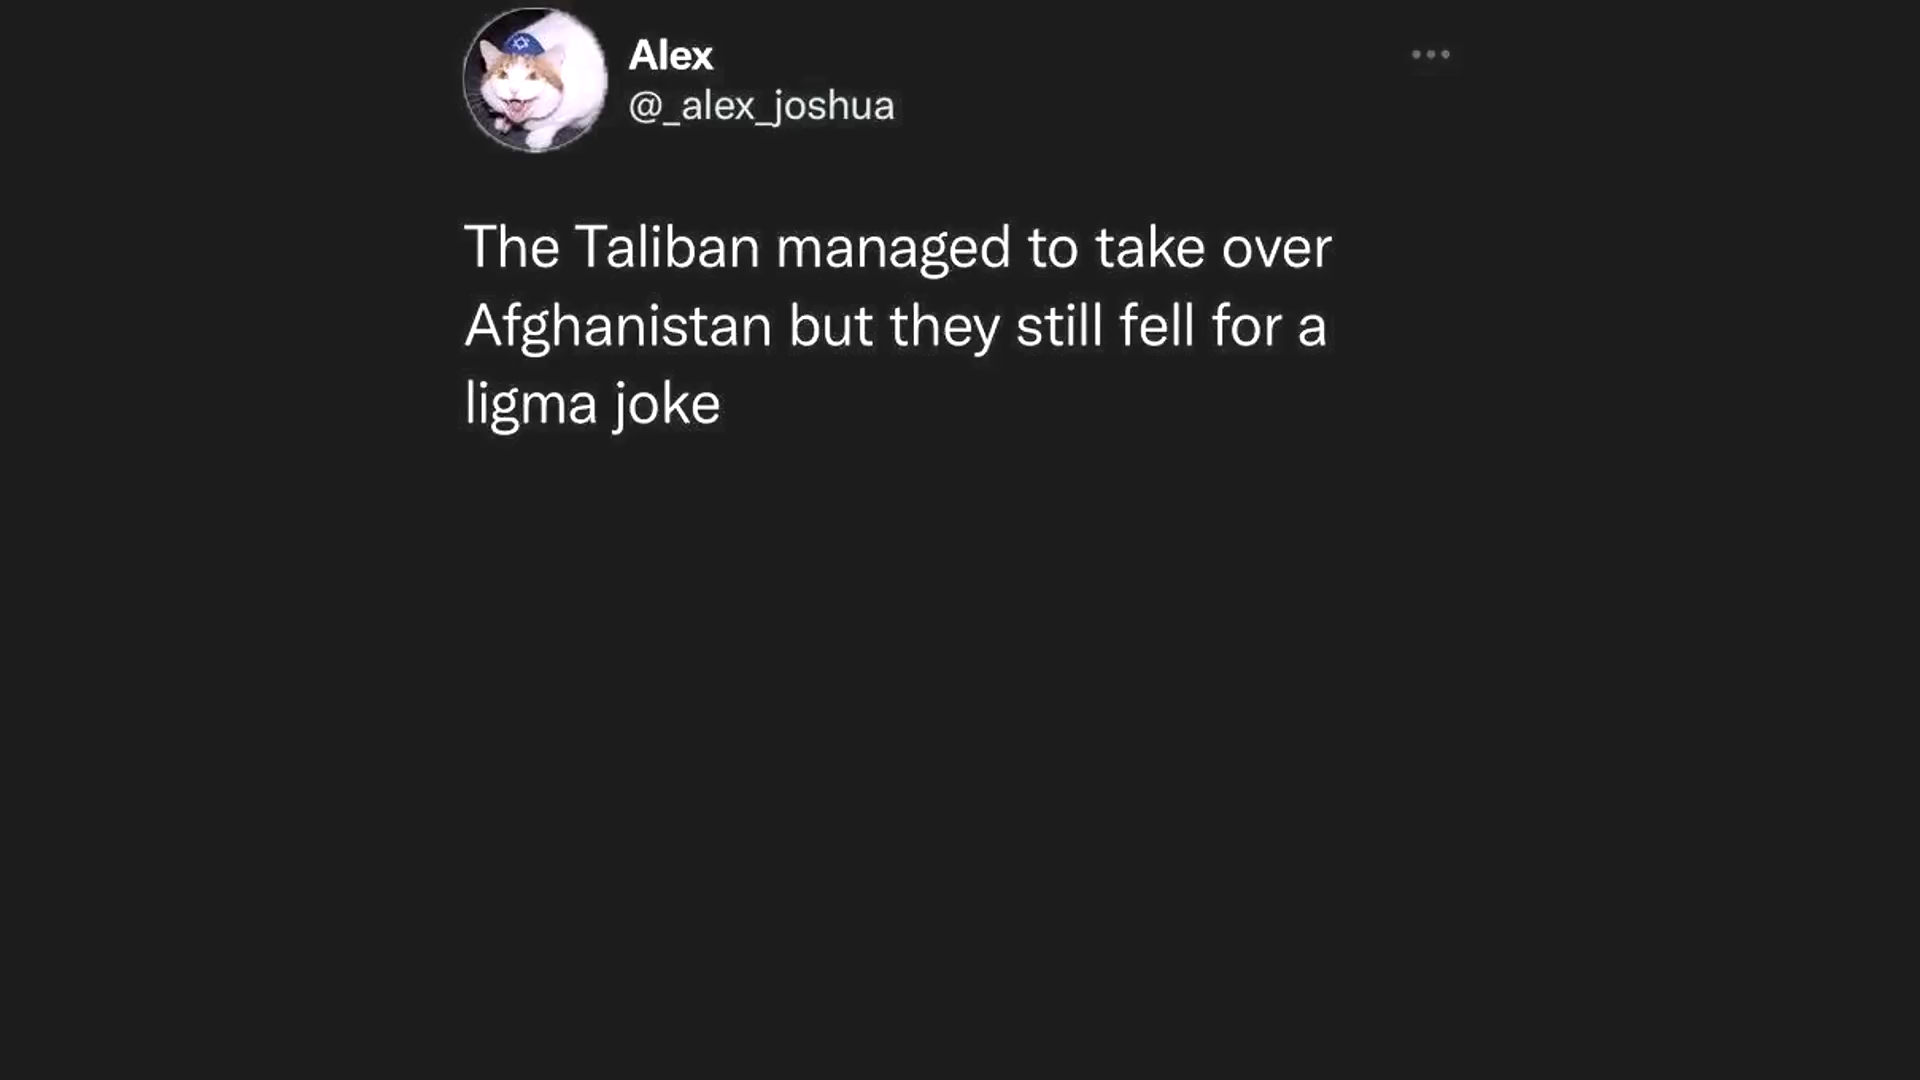 Alex
@_alex_joshua
The Taliban managed to take over
Afghanistan but they still fell for a
ligma joke